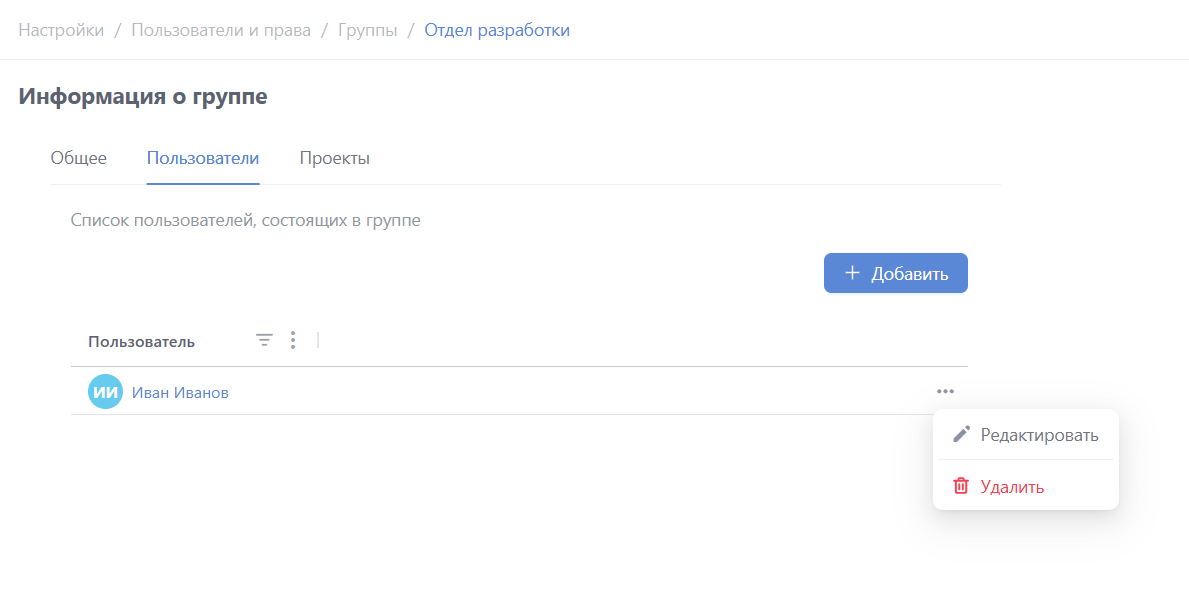 Настройки / Пользователи и права / Группы / Отдел разработки
Информация о группе
Общее Пользователи Проекты
Список пользователей, состоящих в группе
+ Добавить
Пользователь
ИИ Иван Иванов
Редактировать
Удалить